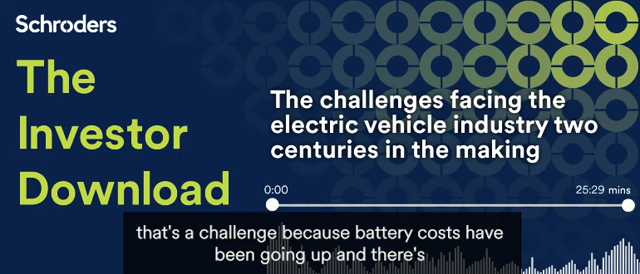 Schroders
The
Investor
Download
The challenges facing the
electric vehicle industry two
centuries in the making
0:00
25:29 mins
that's a challenge because battery costs have
been going up and there's